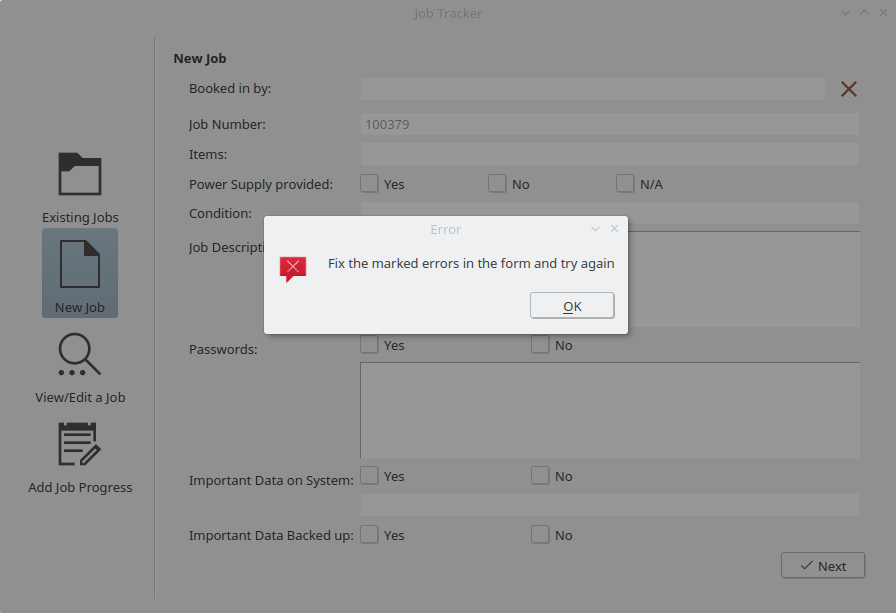 Job Tracker
New Job
Booked in by:
Job Number: 100379
Items:
Power Supply provided: Yes No N/A
Existing Jobs
Condition:
Error
Job Descripti
Fix the marked errors in the form and try again
New Job
OK
Passwords: Yes No
View/Edit a Job
Important Data on System: Yes No
Add Job Progress
Important Data Backed up: Yes No
Next